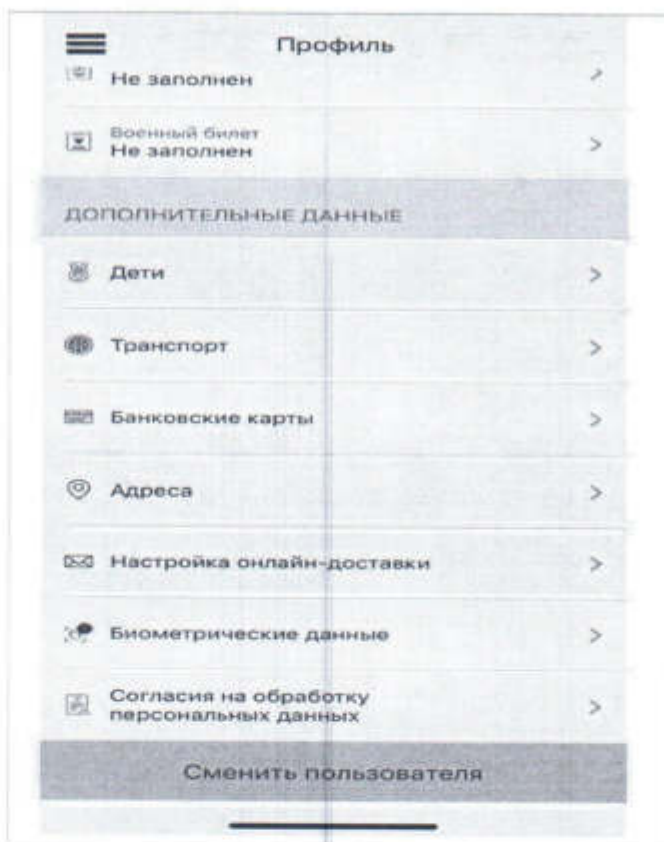 Профиль
Не заполнен
Военный билет
Не заполнен
ДОПОЛНИТЕЛЬНЫЕ ДАННЫЕ
Дети
Транспорт
Банковские карты
Адреса
Настройка онлайн-доставки
Биометрические данные
Согласия на обработку
персональных данных
Сменить пользователя